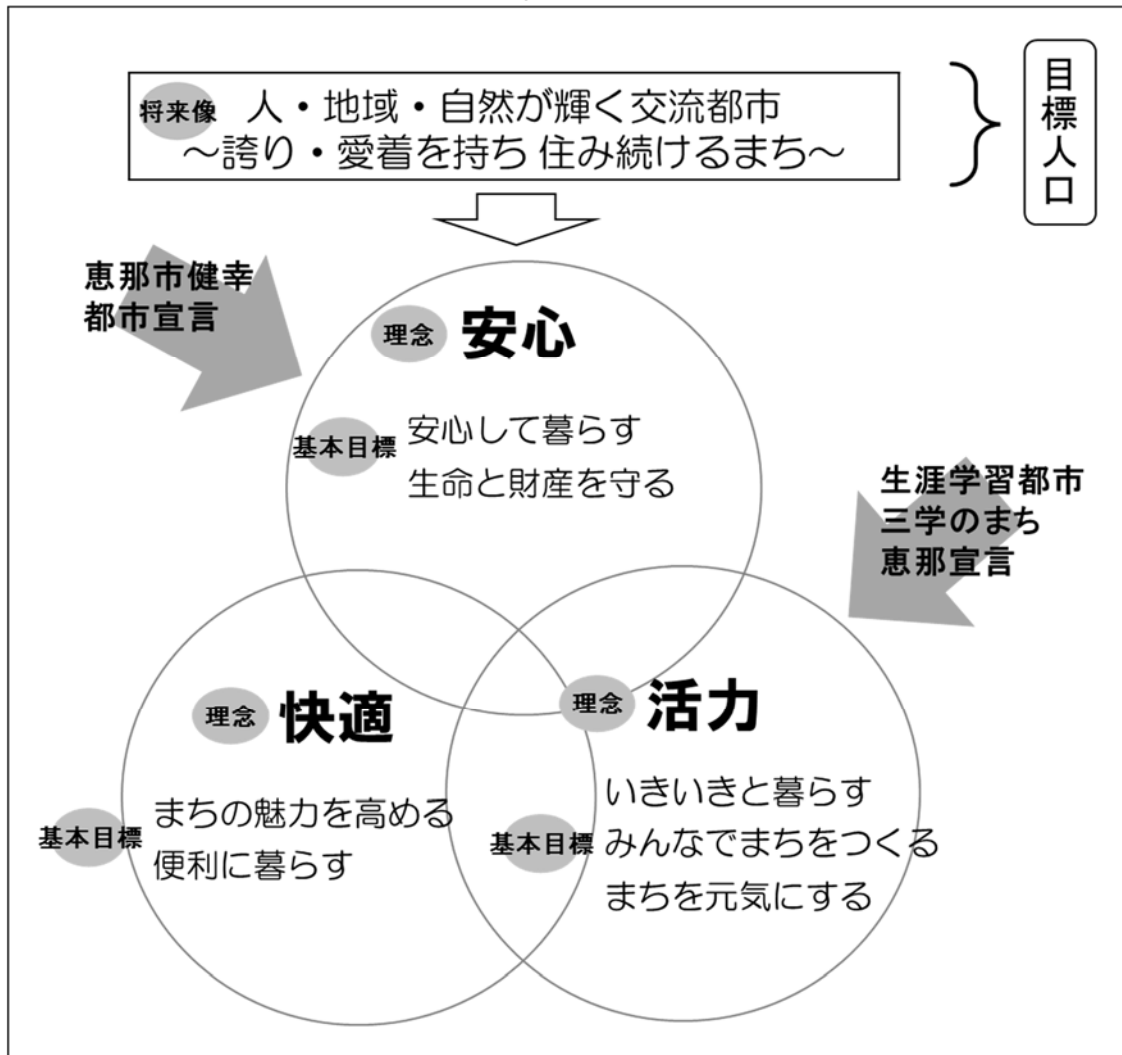 将来像 人・地域・自然が輝く交流都市
～誇り・愛着を持ち 住み続けるまち～
目標人口
恵那市健幸
都市宣言
理念 安心
基本目標 安心して暮らす
生命と財産を守る
生涯学習都市
三学のまち
恵那宣言
理念 快適
基本目標 まちの魅力を高める
便利に暮らす
理念 活力
基本目標 いきいきと暮らす
みんなでまちをつくる
まちを元気にする